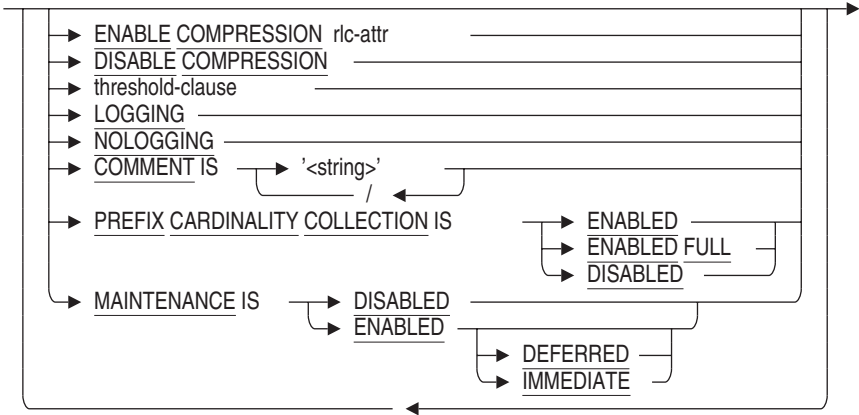 ENABLE COMPRESSION rlc-attr
DISABLE COMPRESSION
threshold-clause
LOGGING
NOLOGGING
COMMENT IS '<string>'
/
PREFIX CARDINALITY COLLECTION IS ENABLED
ENABLED FULL
DISABLED
MAINTENANCE IS DISABLED
ENABLED
DEFERRED
IMMEDIATE